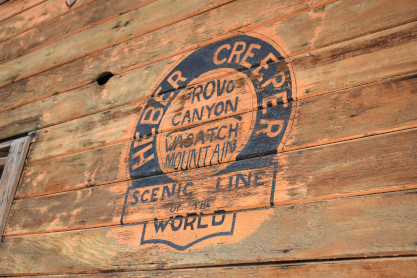 HEBER CREEPER
PROVO
CANYON
WASATCH
MOUNTAIN
SCENIC LINE
OF THE
WORLD